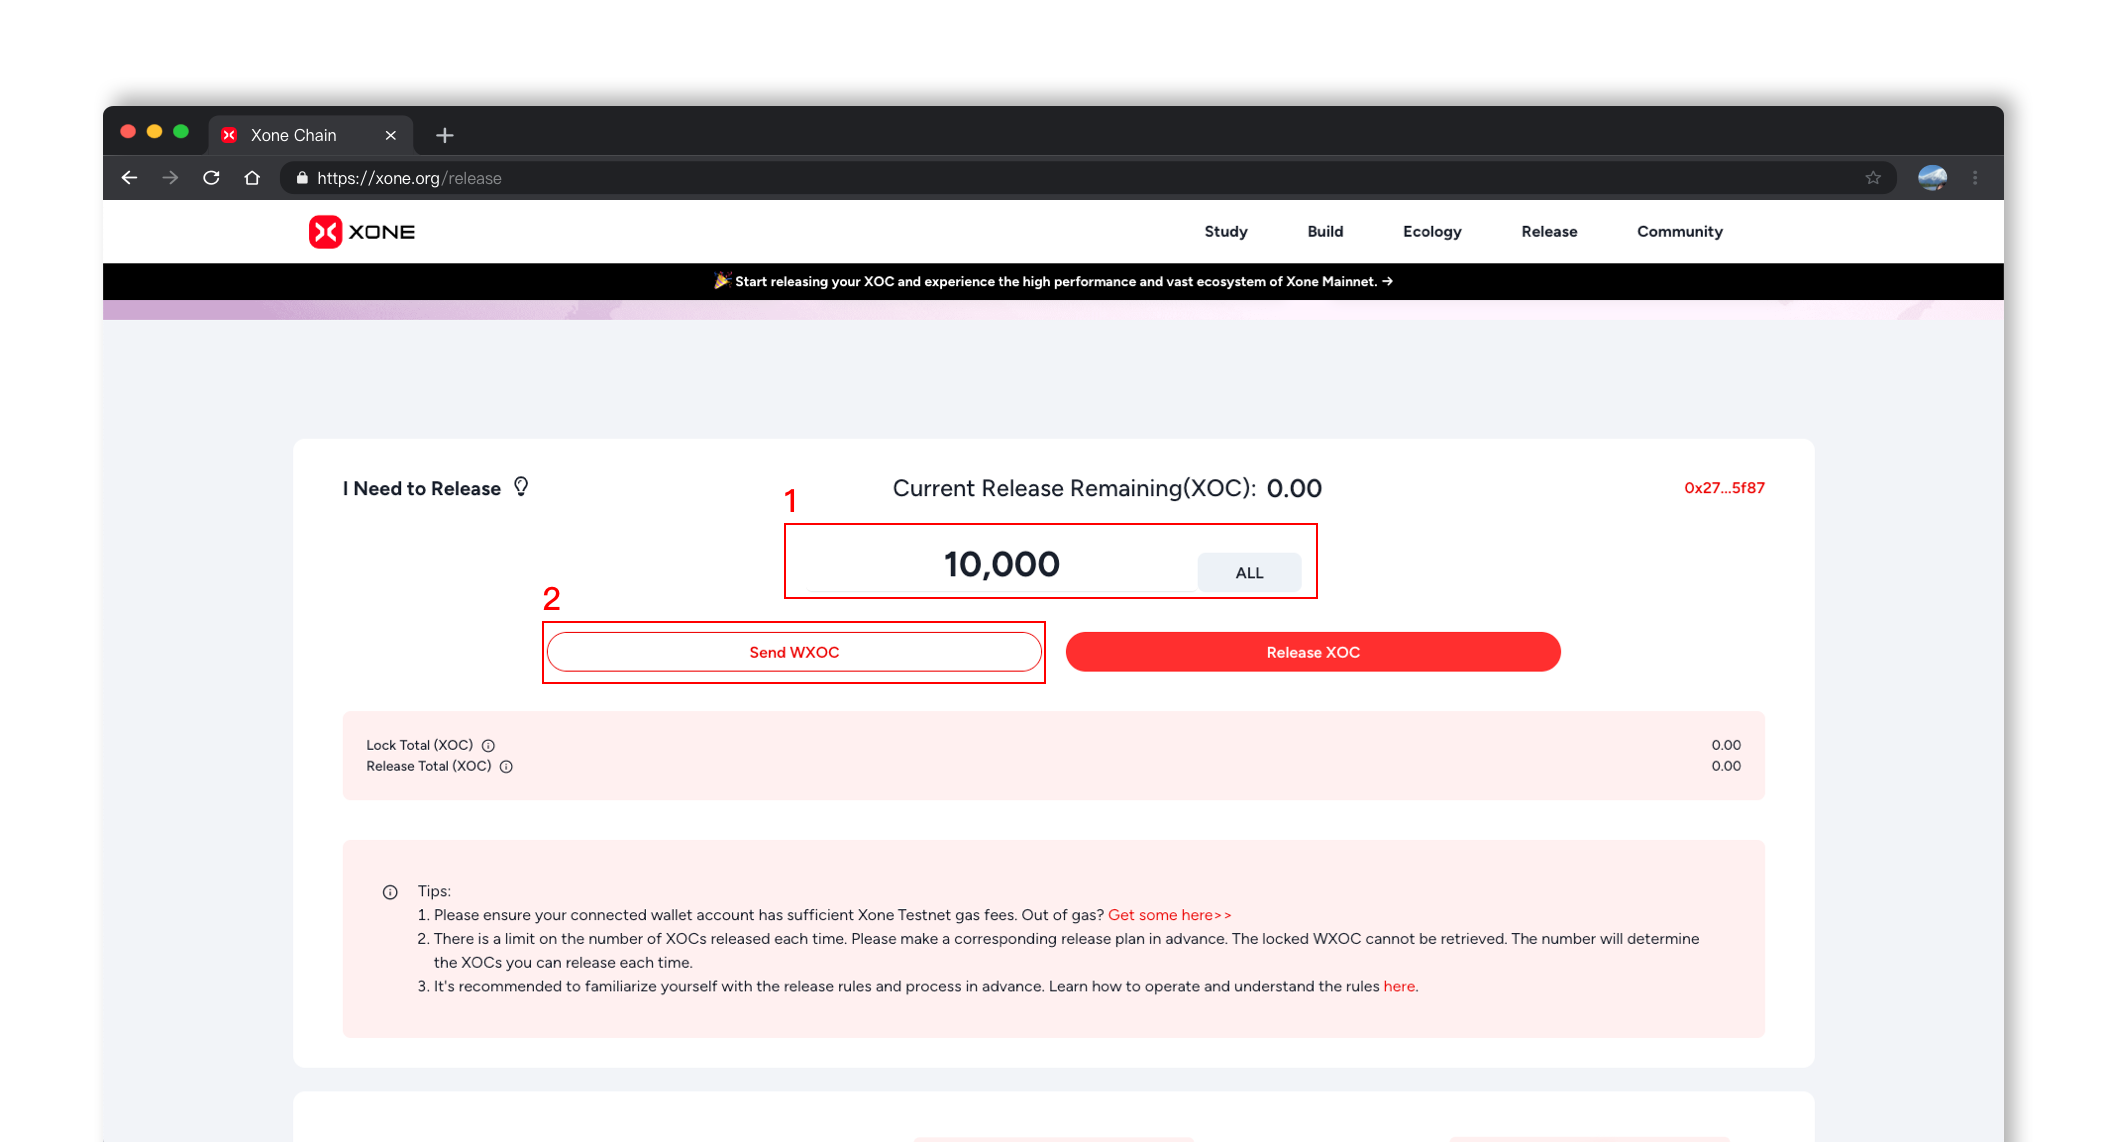 Xone Chain
https://xone.org/release
XONE
Study Build Ecology Release Community
Start releasing your XOC and experience the high performance and vast ecosystem of Xone Mainnet. →
I Need to Release
Current Release Remaining(XOC): 0.00
0x27...5f87
1
10,000
ALL
2
Send WXOC
Release XOC
Lock Total (XOC) 0.00
Release Total (XOC) 0.00
Tips:
1. Please ensure your connected wallet account has sufficient Xone Testnet gas fees. Out of gas? Get some here>>
2. There is a limit on the number of XOCs released each time. Please make a corresponding release plan in advance. The locked WXOC cannot be retrieved. The number will determine
the XOCs you can release each time.
3. It's recommended to familiarize yourself with the release rules and process in advance. Learn how to operate and understand the rules here.